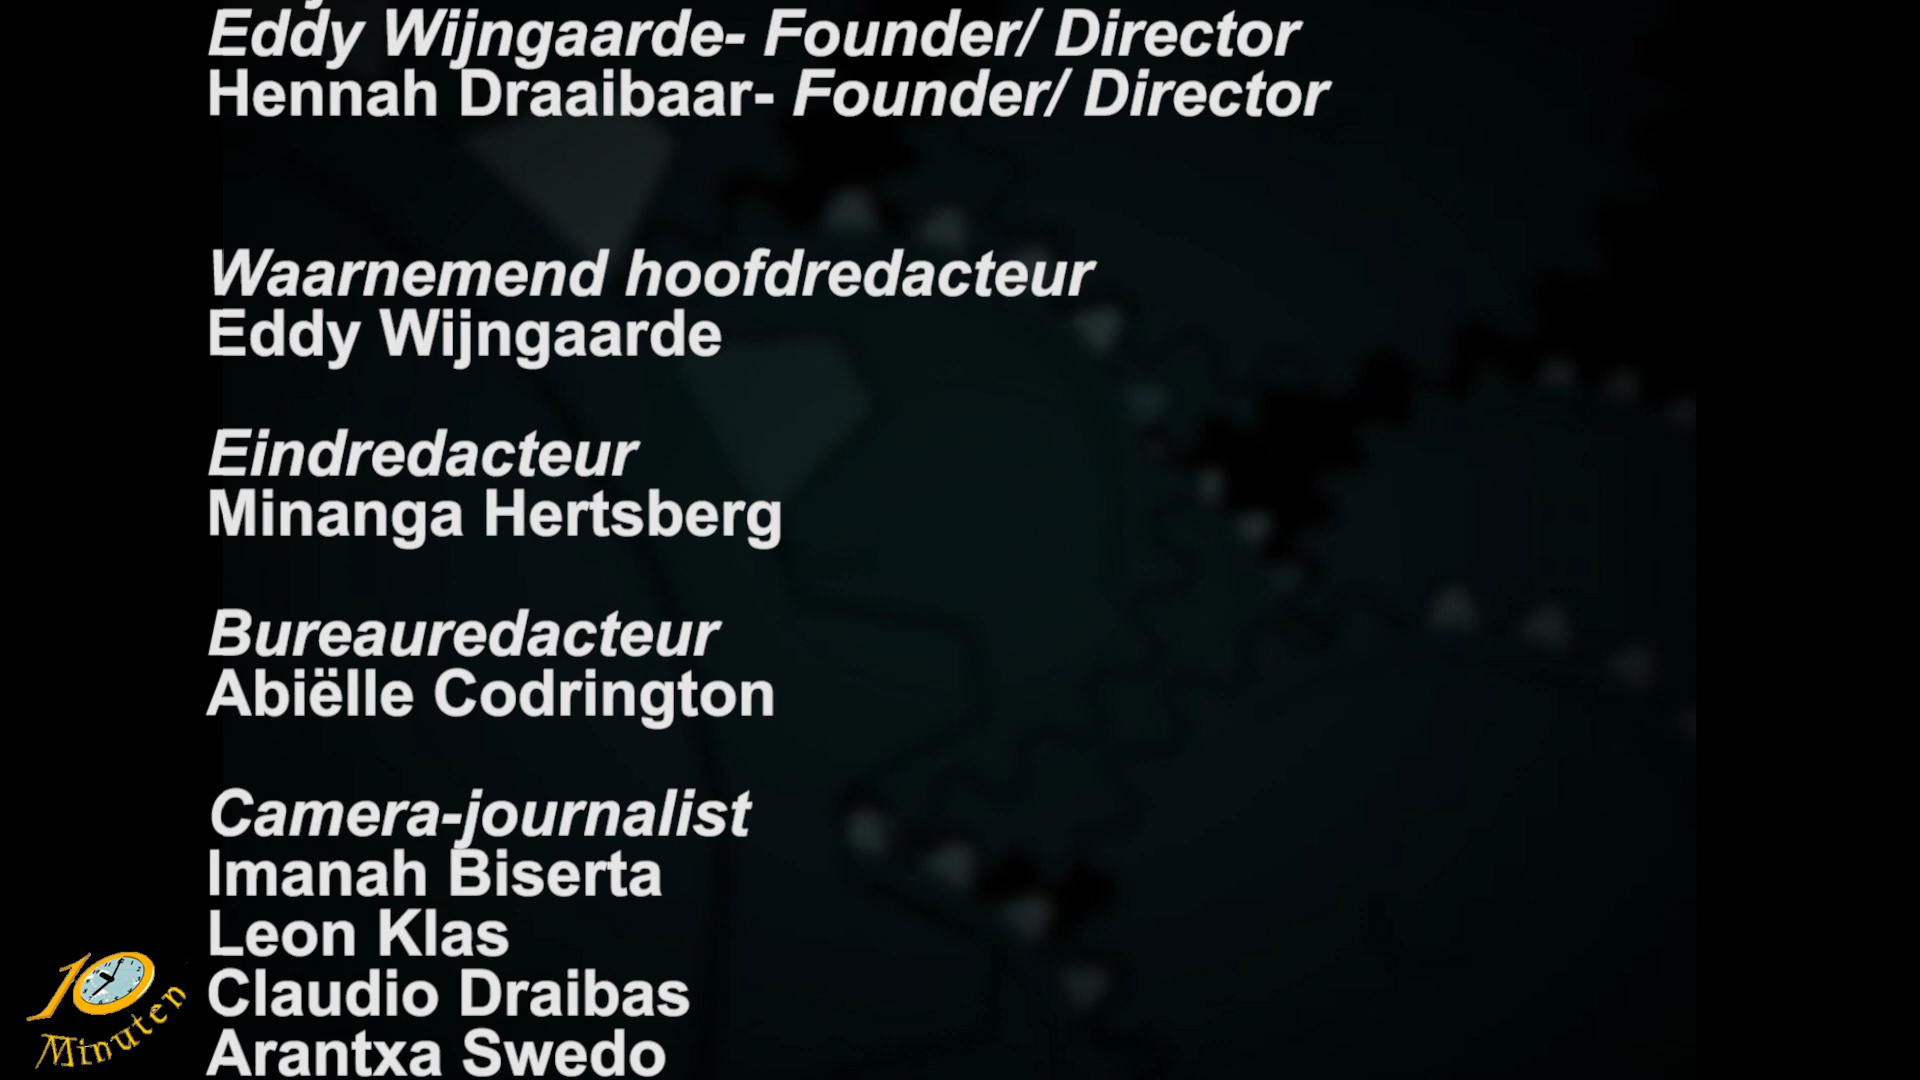 Eddy Wijngaarde- Founder/ Director
Hennah Draaibaar- Founder/ Director
Waarnemend hoofdredacteur
Eddy Wijngaarde
Eindredacteur
Minanga Hertsberg
Bureauredacteur
Abiëlle Codrington
Camera-journalist
Imanah Biserta
Leon Klas
Claudio Draibas
Arantxa Swedo
10
Minuten